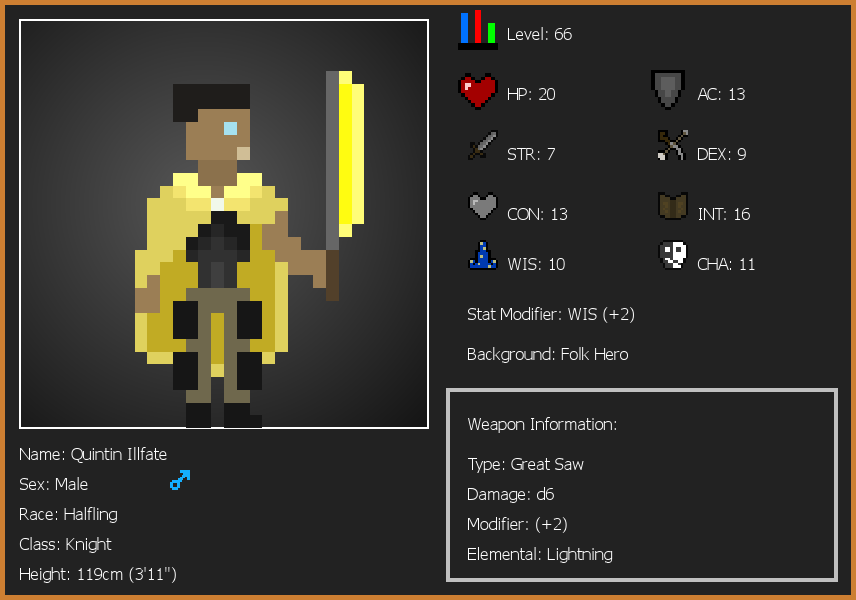 Level: 66
HP: 20
AC: 13
STR: 7
DEX: 9
CON: 13
INT: 16
WIS: 10
CHA: 11
Stat Modifier: WIS (+2)
Background: Folk Hero
Weapon Information:
Type: Great Saw
Damage: d6
Modifier: (+2)
Elemental: Lightning
Name: Quintin Illfate
Sex: Male
Race: Halfling
Class: Knight
Height: 119cm (3'11")